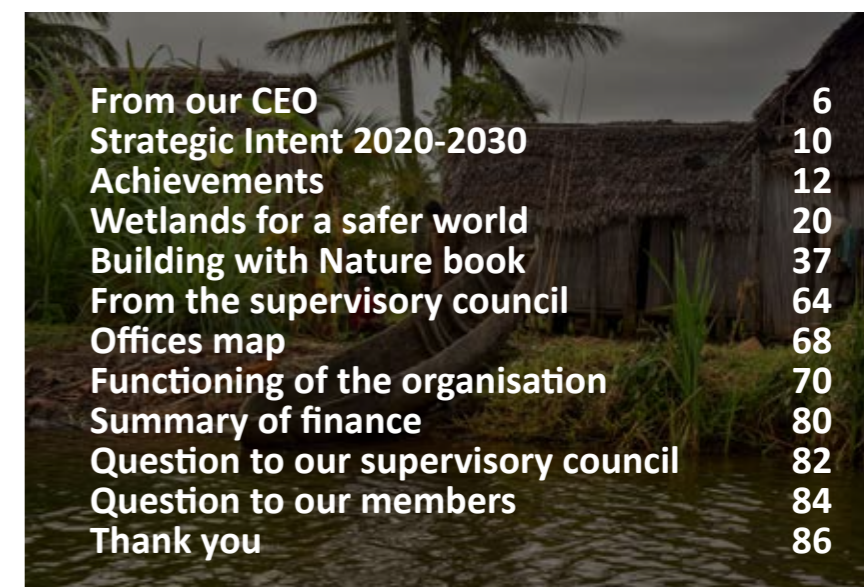 From our CEO 6
Strategic Intent 2020-2030 10
Achievements 12
Wetlands for a safer world 20
Building with Nature book 37
From the supervisory council 64
Offices map 68
Functioning of the organisation 70
Summary of finance 80
Question to our supervisory council 82
Question to our members 84
Thank you 86